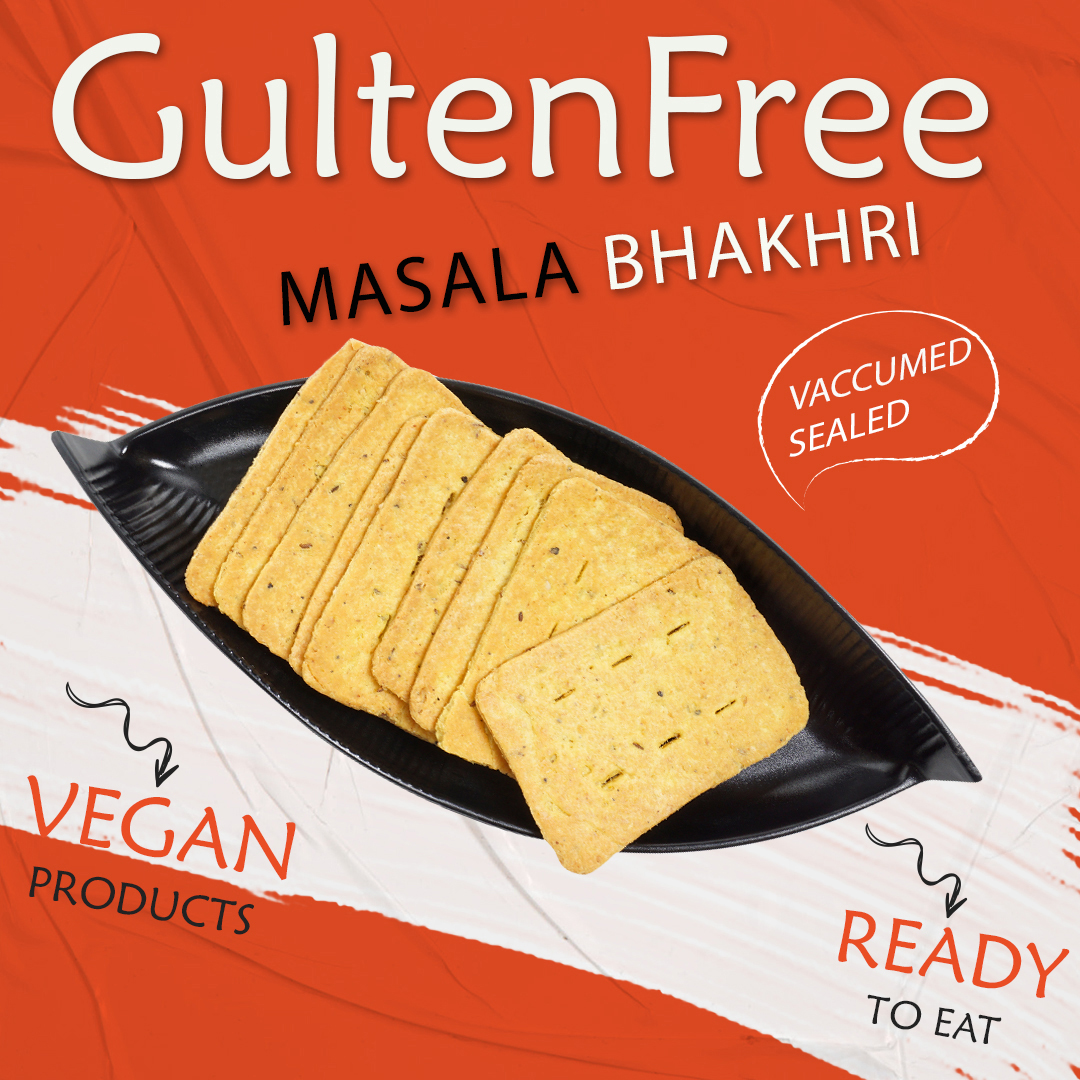 GultenFree
MASALA BHAKHRI
VACCUMED
SEALED
VEGAN
PRODUCTS
READY
TO EAT